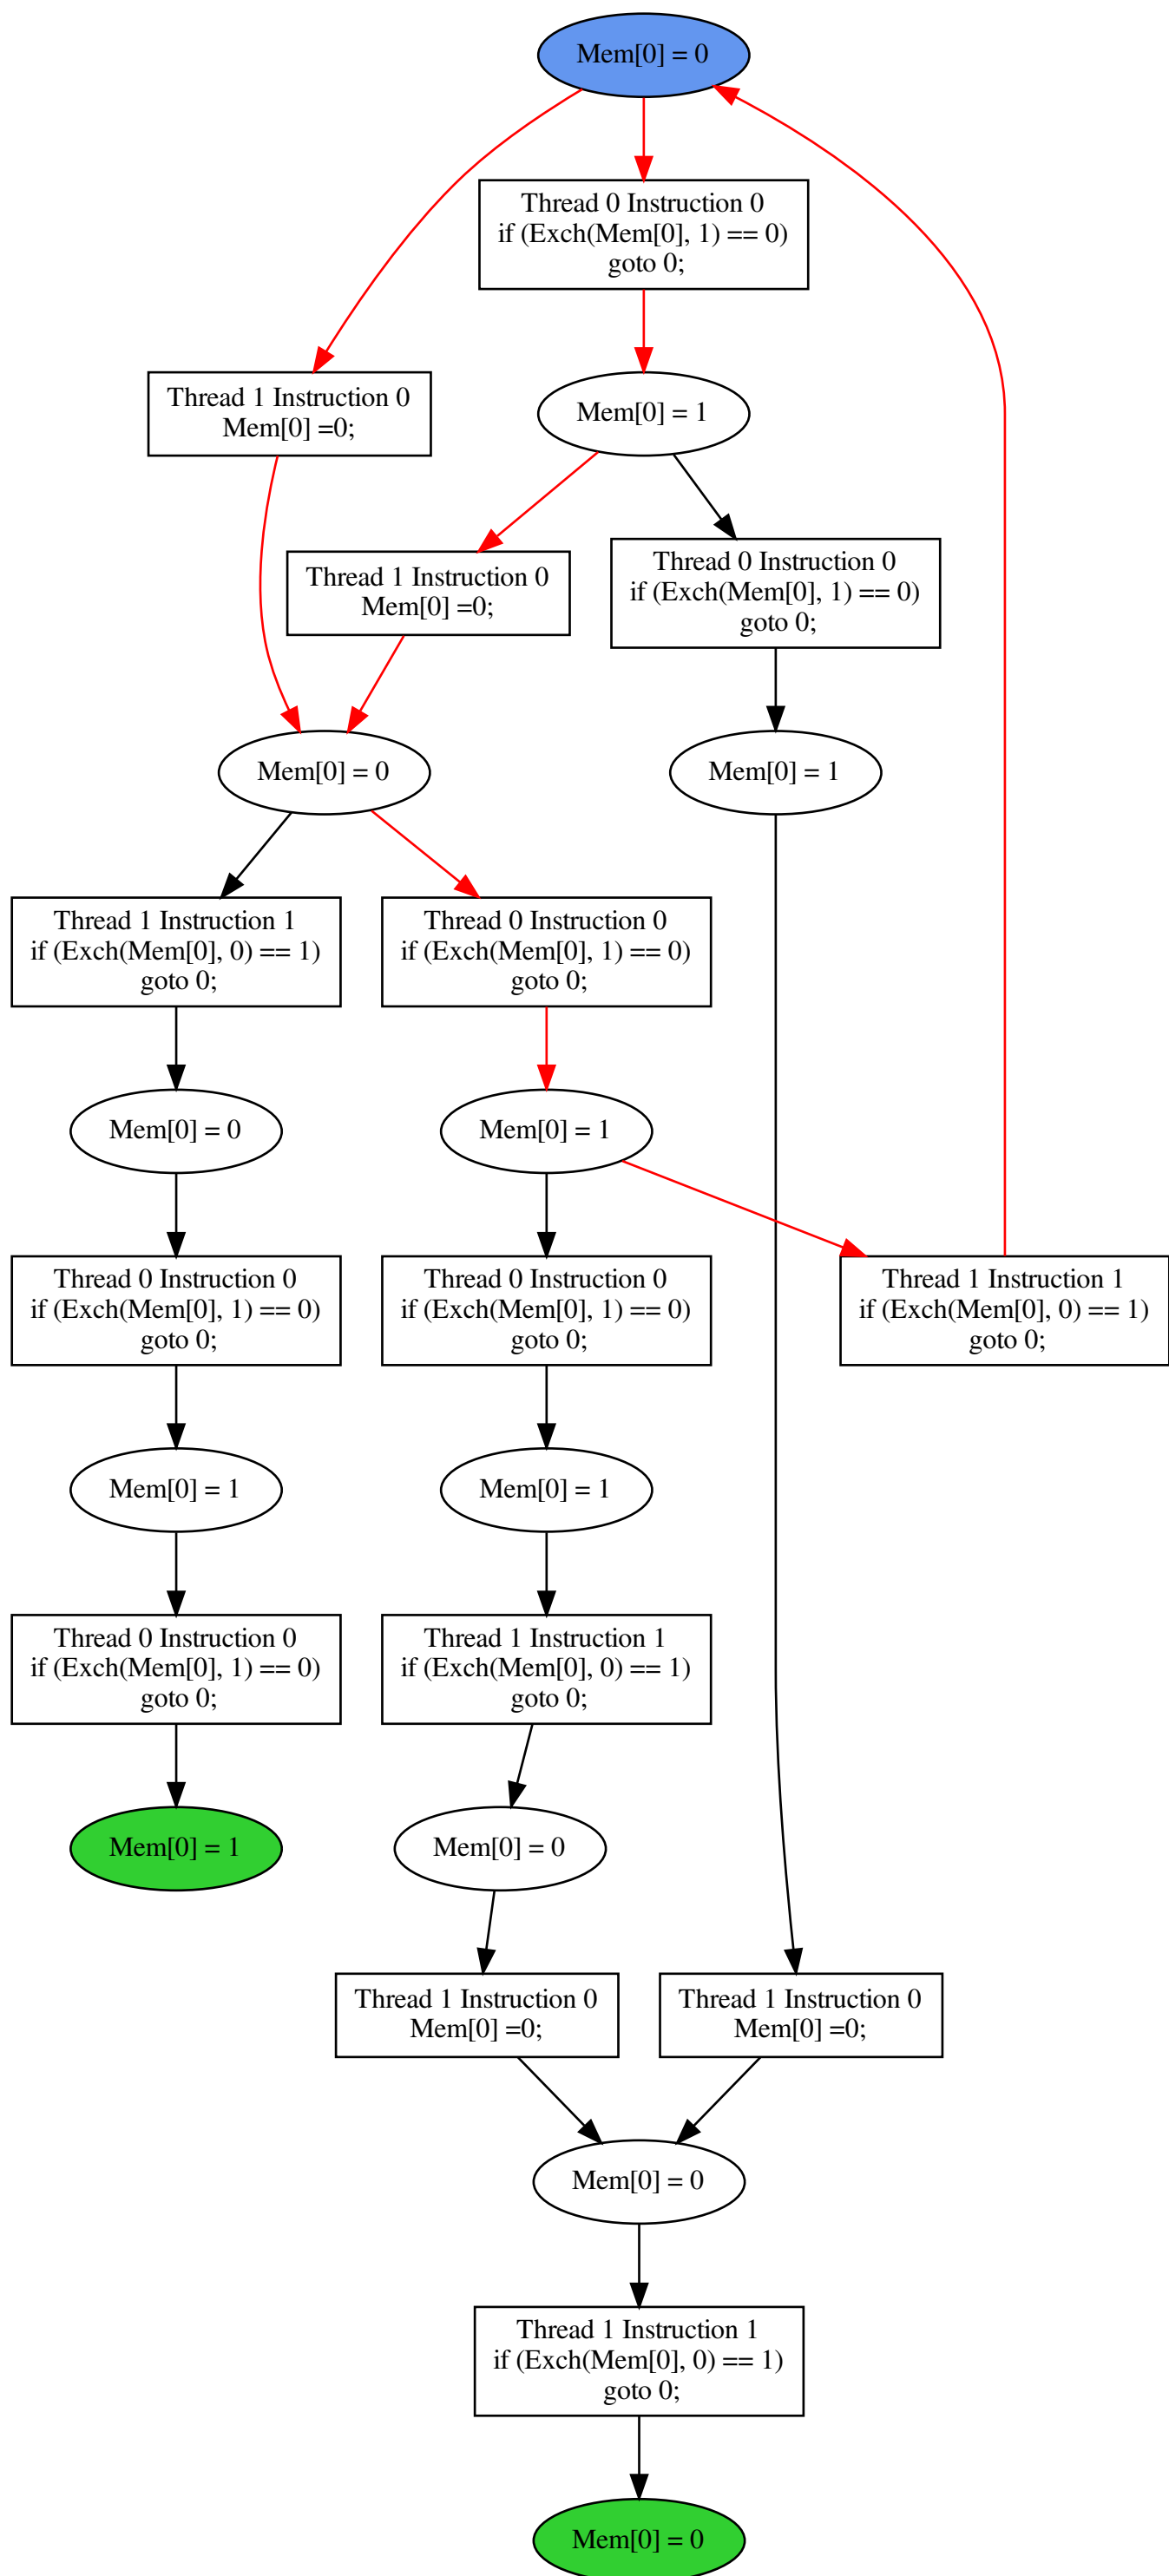 Mem[0] = 0
Thread 0 Instruction 0
if (Exch(Mem[0], 1) == 0)
goto 0;
Thread 1 Instruction 0
Mem[0] =0;
Mem[0] = 1
Thread 1 Instruction 0
Mem[0] =0;
Thread 0 Instruction 0
if (Exch(Mem[0], 1) == 0)
goto 0;
Mem[0] = 0
Mem[0] = 1
Thread 1 Instruction 1
if (Exch(Mem[0], 0) == 1)
goto 0;
Thread 0 Instruction 0
if (Exch(Mem[0], 1) == 0)
goto 0;
Mem[0] = 0
Mem[0] = 1
Thread 0 Instruction 0
if (Exch(Mem[0], 1) == 0)
goto 0;
Thread 0 Instruction 0
if (Exch(Mem[0], 1) == 0)
goto 0;
Thread 1 Instruction 1
if (Exch(Mem[0], 0) == 1)
goto 0;
Mem[0] = 1
Mem[0] = 1
Thread 0 Instruction 0
if (Exch(Mem[0], 1) == 0)
goto 0;
Thread 1 Instruction 1
if (Exch(Mem[0], 0) == 1)
goto 0;
Mem[0] = 1
Mem[0] = 0
Thread 1 Instruction 0
Mem[0] =0;
Thread 1 Instruction 0
Mem[0] =0;
Mem[0] = 0
Thread 1 Instruction 1
if (Exch(Mem[0], 0) == 1)
goto 0;
Mem[0] = 0